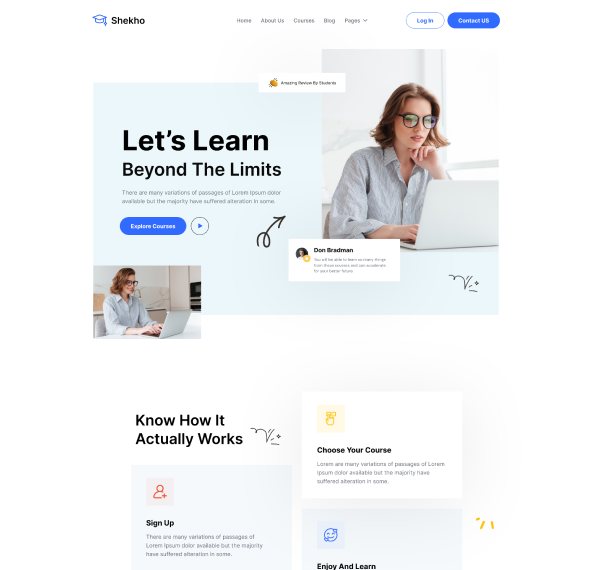 Shekho
Home About Us Courses Blog Pages
Log In Contact US
Amazing Review By Students
Let's Learn
Beyond The Limits
There are many variations of passages of Lorem Ipsum dolor
available but the majority have suffered alteration in some.
Explore Courses
Don Bradman
You will be able to learn so many things
from those courses and can accelerate
for your better future
Know How It
Actually Works
Choose Your Course
Lorem are many variations of passages of Lorem
Ipsum dolor available but the majority have
suffered alteration in some.
Sign Up
There are many variations of passages of
Lorem Ipsum dolor available but the majority
have suffered alteration in some.
Enjoy And Learn